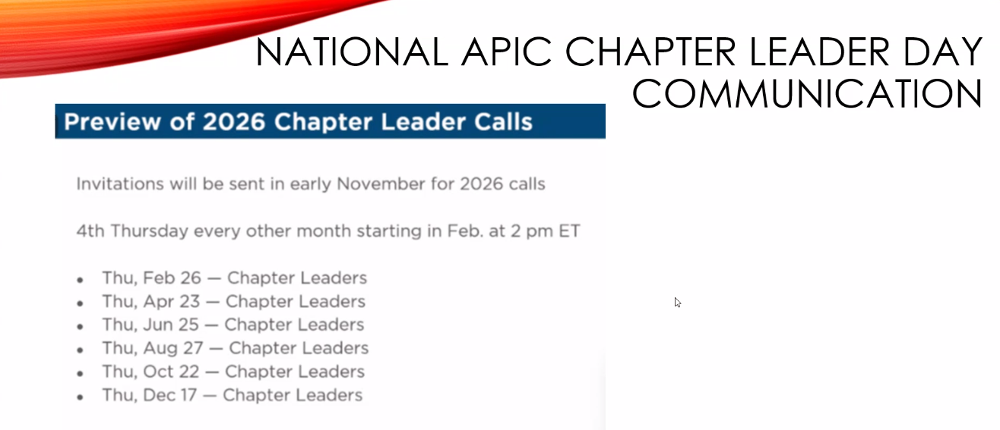 NATIONAL APIC CHAPTER LEADER DAY
COMMUNICATION
Preview of 2026 Chapter Leader Calls
Invitations will be sent in early November for 2026 calls
4th Thursday every other month starting in Feb. at 2 pm ET
• Thu, Feb 26 — Chapter Leaders
• Thu, Apr 23 — Chapter Leaders
• Thu, Jun 25 — Chapter Leaders
• Thu, Aug 27 — Chapter Leaders
• Thu, Oct 22 — Chapter Leaders
• Thu, Dec 17 — Chapter Leaders